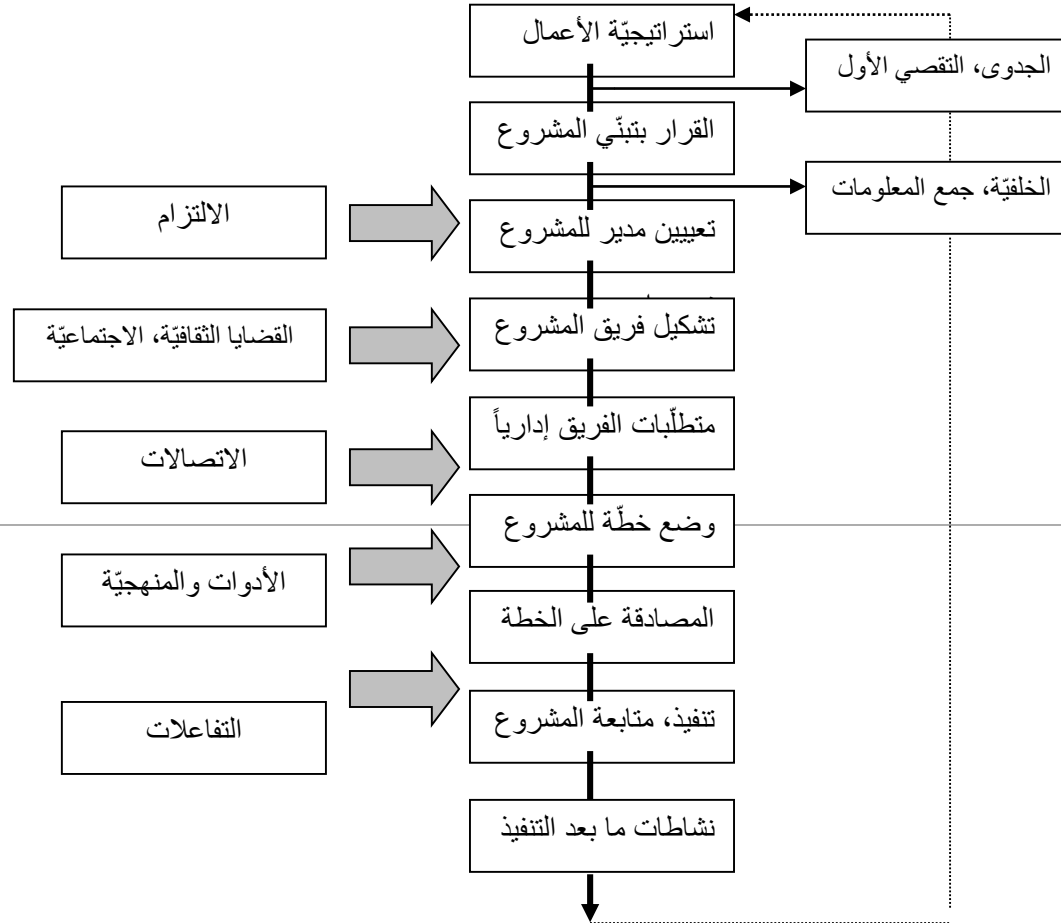 استراتيجيّة الأعمال
الجدوى، التقصي الأول
القرار بتبنّي المشروع
الخلفيّة، جمع المعلومات
الالتزام
تعييين مدير للمشروع
القضايا الثقافيّة، الاجتماعيّة
تشكيل فريق المشروع
متطلّبات الفريق إدارياً
الاتصالات
وضع خطّة للمشروع
الأدوات والمنهجيّة
المصادقة على الخطة
التفاعلات
تنفيذ، متابعة المشروع
نشاطات ما بعد التنفيذ